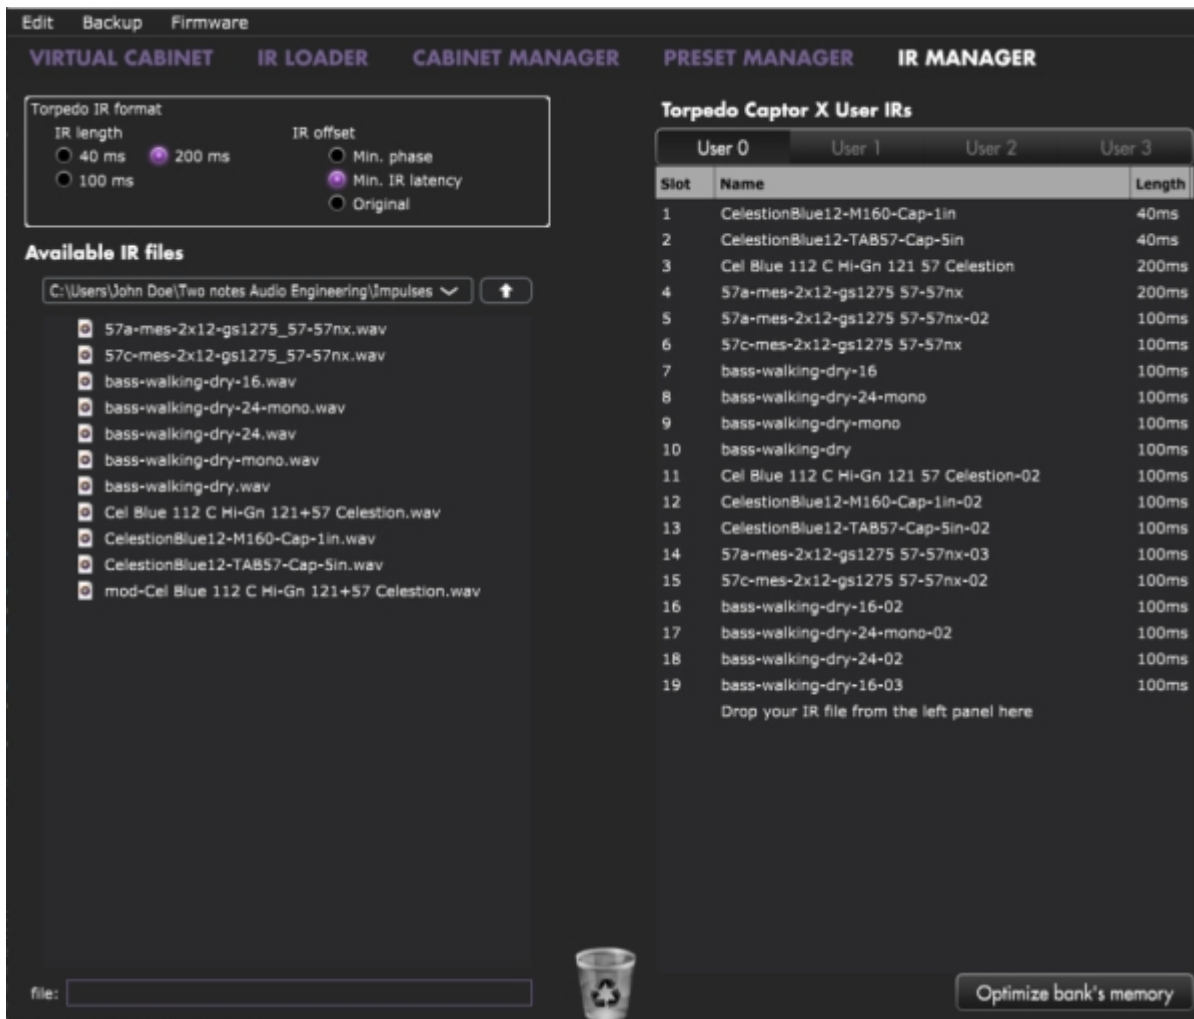 Edit Backup Firmware
VIRTUAL CABINET IR LOADER CABINET MANAGER PRESET MANAGER IR MANAGER
Torpedo IR format
IR length IR offset
40 ms 200 ms Min. phase
100 ms Min. IR latency
Original
Available IR files
C:\Users\John Doe\Two notes Audio Engineering\Impulses
57a-mes-2x12-gs1275_57-57nx.wav
57c-mes-2x12-gs1275_57-57nx.wav
bass-walking-dry-16.wav
bass-walking-dry-24-mono.wav
bass-walking-dry-24.wav
bass-walking-dry-mono.wav
bass-walking-dry.wav
Cel Blue 112 C Hi-Gn 121+57 Celestion.wav
CelestionBlue12-M160-Cap-1in.wav
CelestionBlue12-TAB57-Cap-5in.wav
mod-Cel Blue 112 C Hi-Gn 121+57 Celestion.wav
file:
Torpedo Captor X User IRs
User 0 User 1 User 2 User 3
Slot Name Length
1 CelestionBlue12-M160-Cap-1in 40ms
2 CelestionBlue12-TAB57-Cap-5in 40ms
3 Cel Blue 112 C Hi-Gn 121 57 Celestion 200ms
4 57a-mes-2x12-gs1275 57-57nx 200ms
5 57a-mes-2x12-gs1275 57-57nx-02 100ms
6 57c-mes-2x12-gs1275 57-57nx 100ms
7 bass-walking-dry-16 100ms
8 bass-walking-dry-24-mono 100ms
9 bass-walking-dry-mono 100ms
10 bass-walking-dry 100ms
11 Cel Blue 112 C Hi-Gn 121 57 Celestion-02 100ms
12 CelestionBlue12-M160-Cap-1in-02 100ms
13 CelestionBlue12-TAB57-Cap-5in-02 100ms
14 57a-mes-2x12-gs1275 57-57nx-03 100ms
15 57c-mes-2x12-gs1275 57-57nx-02 100ms
16 bass-walking-dry-16-02 100ms
17 bass-walking-dry-24-mono-02 100ms
18 bass-walking-dry-24-02 100ms
19 bass-walking-dry-16-03 100ms
Drop your IR file from the left panel here
Optimize bank's memory